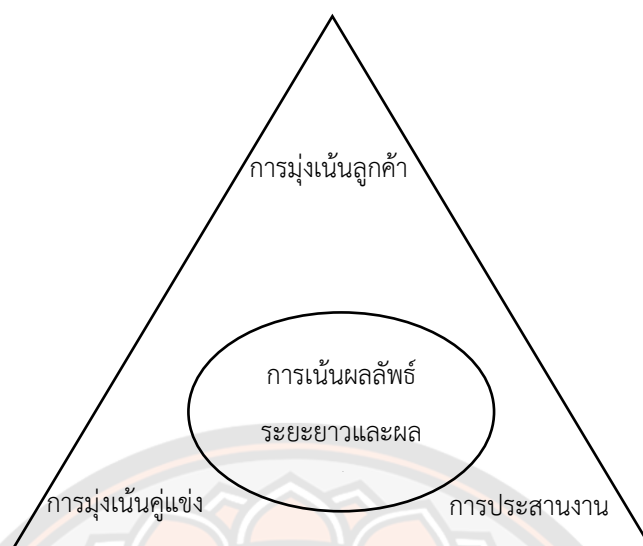 การมุ่งเน้นลูกค้า
การเน้นผลลัพธ์
ระยะยาวและผล
การมุ่งเน้นคู่แข่ง
การประสานงาน